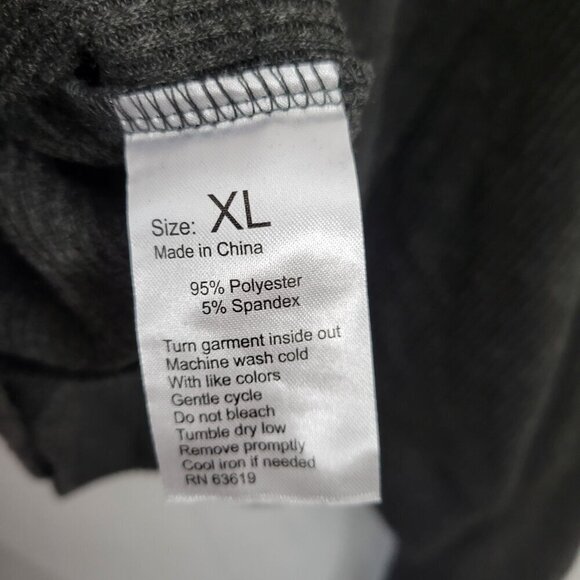 Size: XL
Made in China
95% Polyester
5% Spandex
Turn garment inside out
Machine wash cold
With like colors
Gentle cycle
Do not bleach
Tumble dry low
Remove promptly
Cool iron if needed
RN 63619